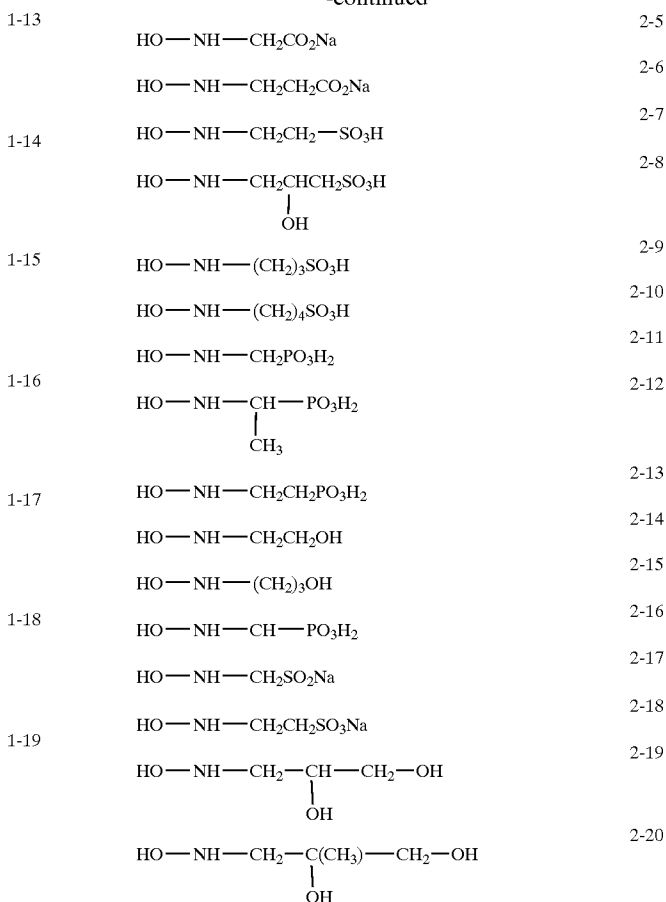 -continued
1-13 2-5
HO—NH—CH2CO2Na
2-6
HO—NH—CH2CH2CO2Na
2-7
HO—NH—CH2CH2—SO3H
1-14
2-8
HO—NH—CH2CHCH2SO3H
OH
1-15 2-9
HO—NH—(CH2)3SO3H
2-10
HO—NH—(CH2)4SO3H
2-11
HO—NH—CH2PO3H2
1-16 2-12
HO—NH—CH—PO3H2
CH3
2-13
HO—NH—CH2CH2PO3H2
1-17
2-14
HO—NH—CH2CH2OH
2-15
HO—NH—(CH2)3OH
1-18 2-16
HO—NH—CH—PO3H2
2-17
HO—NH—CH2SO2Na
2-18
HO—NH—CH2CH2SO3Na
1-19 2-19
HO—NH—CH2—CH—CH2—OH
OH
2-20
HO—NH—CH2—C(CH3)—CH2—OH
OH